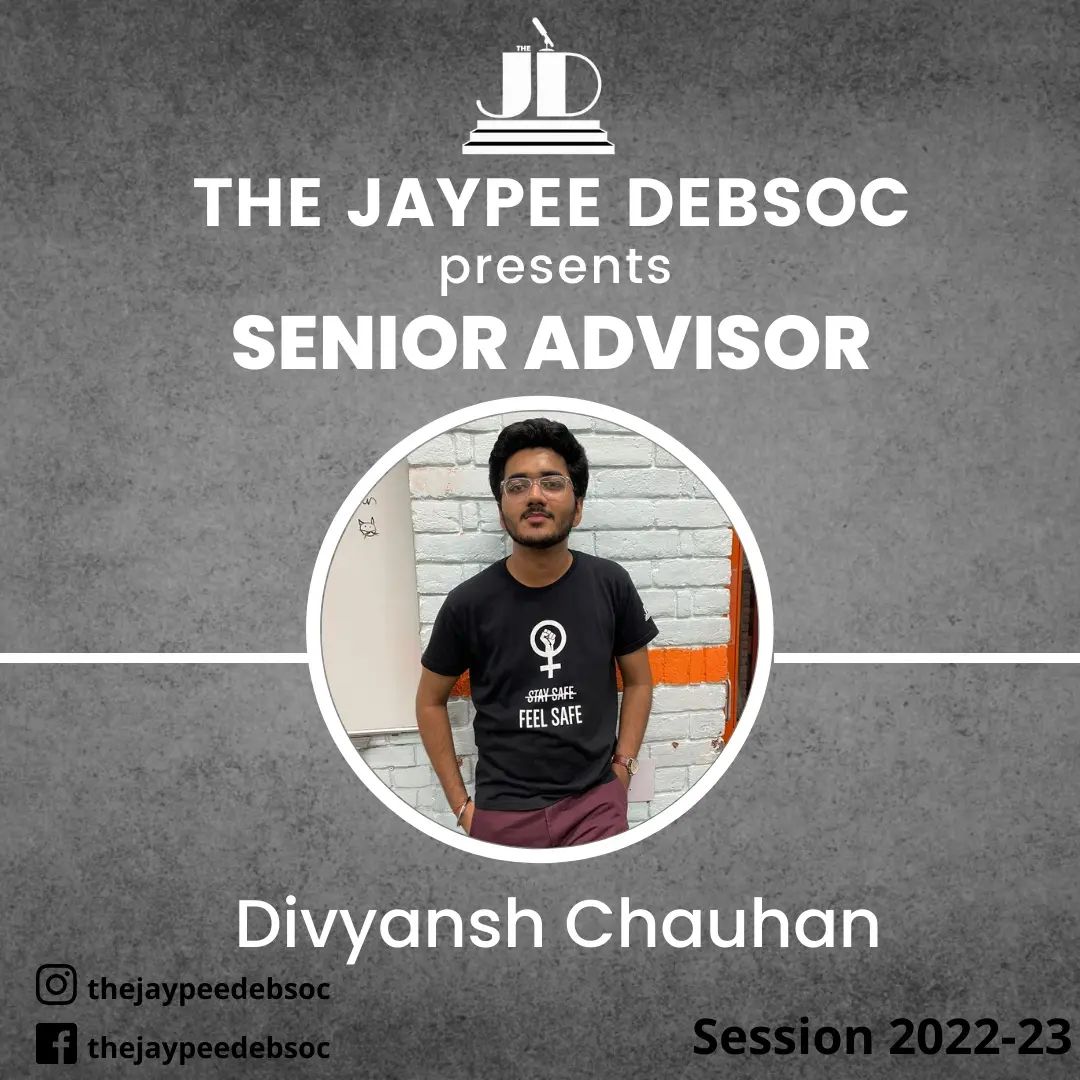 THE
JD
THE JAYPEE DEBSOC
presents
SENIOR ADVISOR
STAY SAFE
FEEL SAFE
Divyansh Chauhan
thejaypeedebsoc
thejaypeedebsoc
Session 2022-23